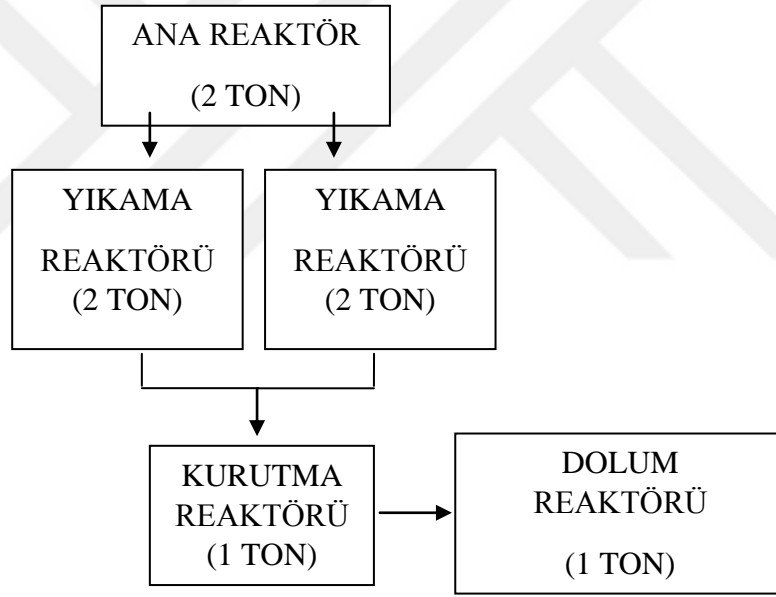 ANA REAKTÖR
(2 TON)
YIKAMA
REAKTÖRÜ
(2 TON)
YIKAMA
REAKTÖRÜ
(2 TON)
KURUTMA
REAKTÖRÜ
(1 TON)
DOLUM
REAKTÖRÜ
(1 TON)